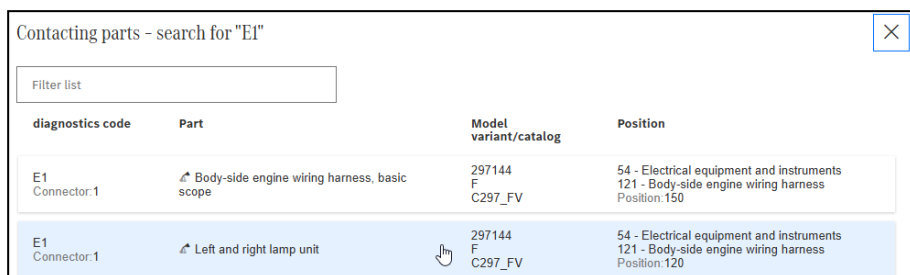 Contacting parts - search for "E1"
Filter list
diagnostics code
Part
Model
variant/catalog
Position
E1
Connector:1
Body-side engine wiring harness, basic
scope
297144
F
C297_FV
54 - Electrical equipment and instruments
121 - Body-side engine wiring harness
Position:150
E1
Connector:1
Left and right lamp unit
297144
F
C297_FV
54 - Electrical equipment and instruments
121 - Body-side engine wiring harness
Position:120